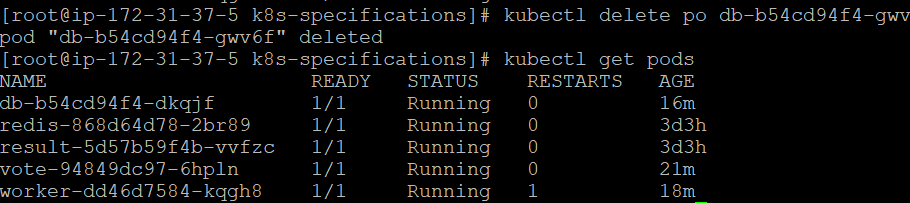 [root@ip-172-31-37-5 k8s-specifications]# kubectl delete po db-b54cd94f4-gwv
pod "db-b54cd94f4-gwv6f" deleted
[root@ip-172-31-37-5 k8s-specifications]# kubectl get pods
NAME READY STATUS RESTARTS AGE
db-b54cd94f4-dkqjf 1/1 Running 0 16m
redis-868d64d78-2br89 1/1 Running 0 3d3h
result-5d57b59f4b-vvfzc 1/1 Running 0 3d3h
vote-94849dc97-6hpln 1/1 Running 0 21m
worker-dd46d7584-kqgh8 1/1 Running 1 18m